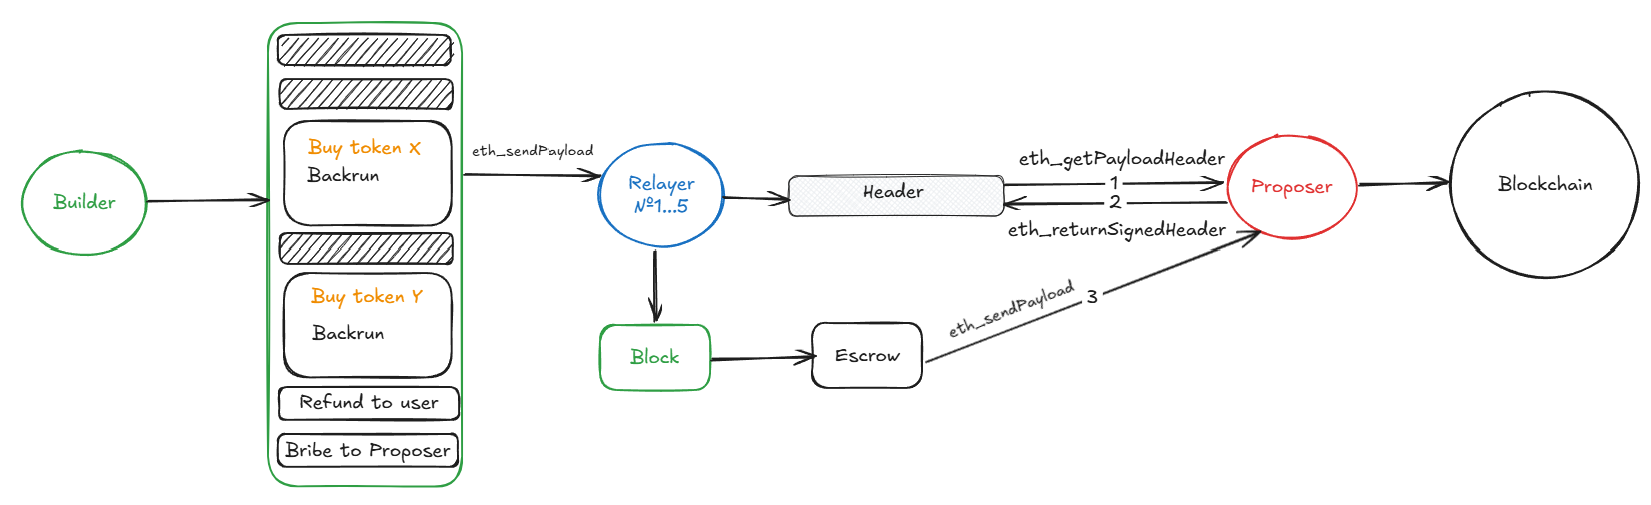 Builder
Buy token X
Backrun
Buy token Y
Backrun
Refund to user
Bribe to Proposer
eth_sendPayload
Relayer
Nº1...5
Block
Escrow
Header
eth_getPayloadHeader
1
2
eth_returnSignedHeader
eth_sendPayload 3
Proposer
Blockchain